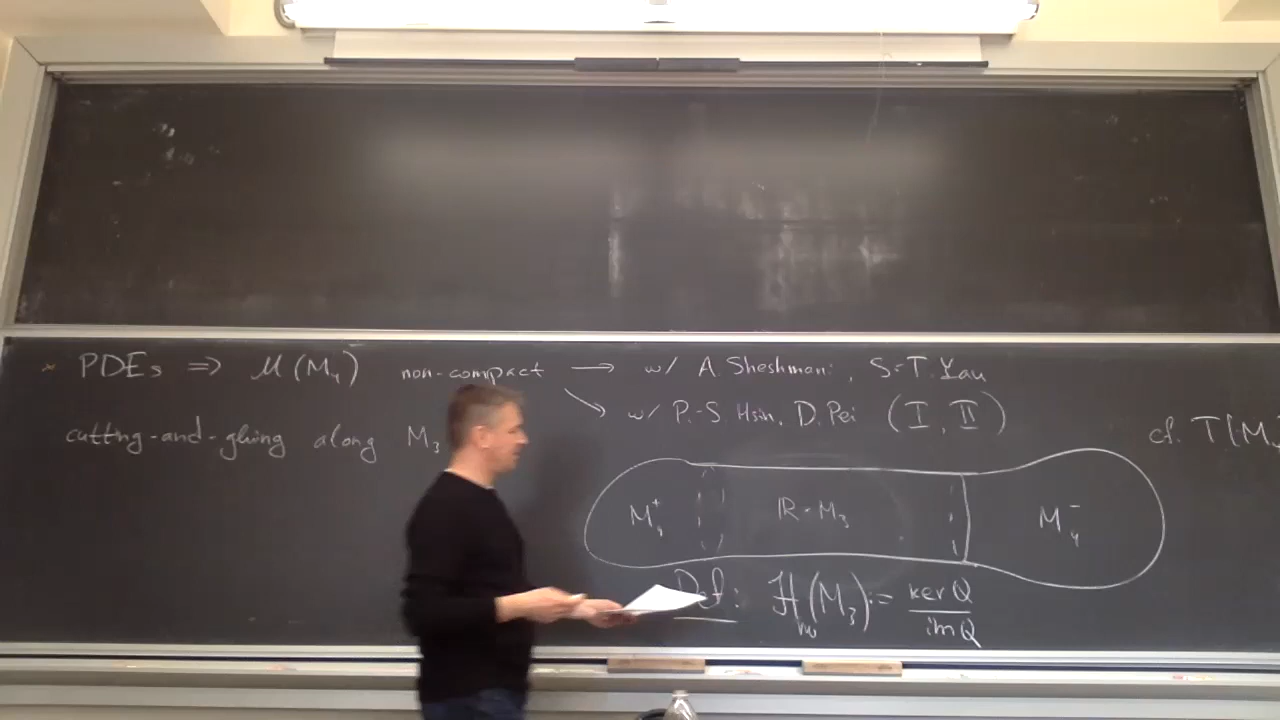 × PDEs ⇒ M(M₄) non-compact → w/ A. Sheshmani, S.-T. Yau
↘ w/ P.-S Hsin, D. Pei (I, II)
cutting-and-gluing along M₃
cf. T[M₃
M₄⁺ ℝ × M₃ M₄⁻
Def: H (M₃) := ker Q / im Q